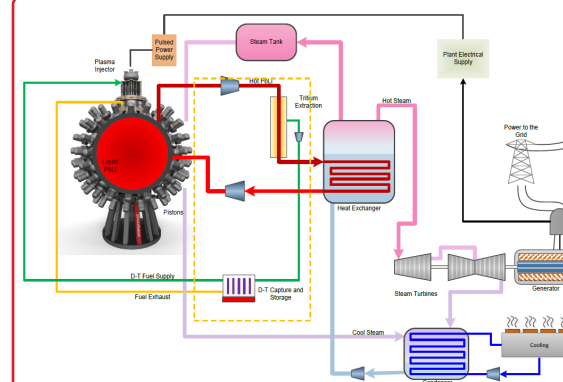 Pulsed
Power
Supply
Plasma
Injector
Steam Tank
Plant Electrical
Supply
Hot PbLi
Tritium
Extraction
Hot Steam
Power to the
Grid
Liquid
PbLi
Pistons
Heat Exchanger
D-T Fuel Supply
Fuel Exhaust
D-T Capture and
Storage
Steam Turbines
Generator
Cool Steam
Cooling
Condenser